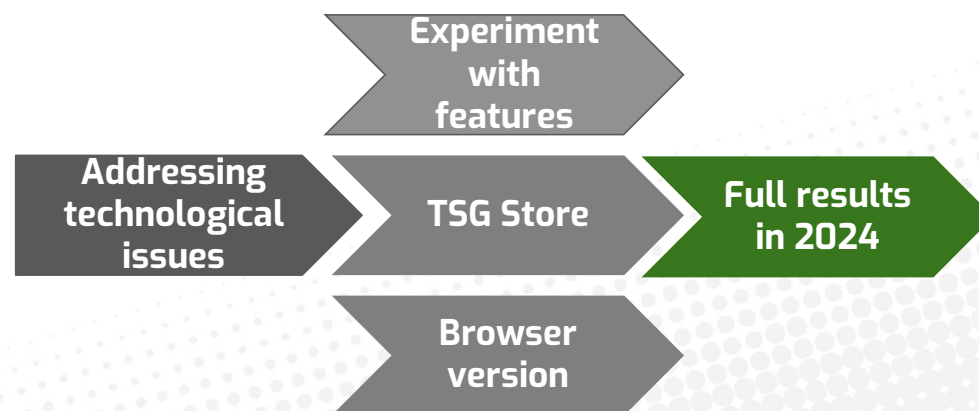 Experiment
with
features
Addressing
technological
issues
TSG Store
Full results
in 2024
Browser
version